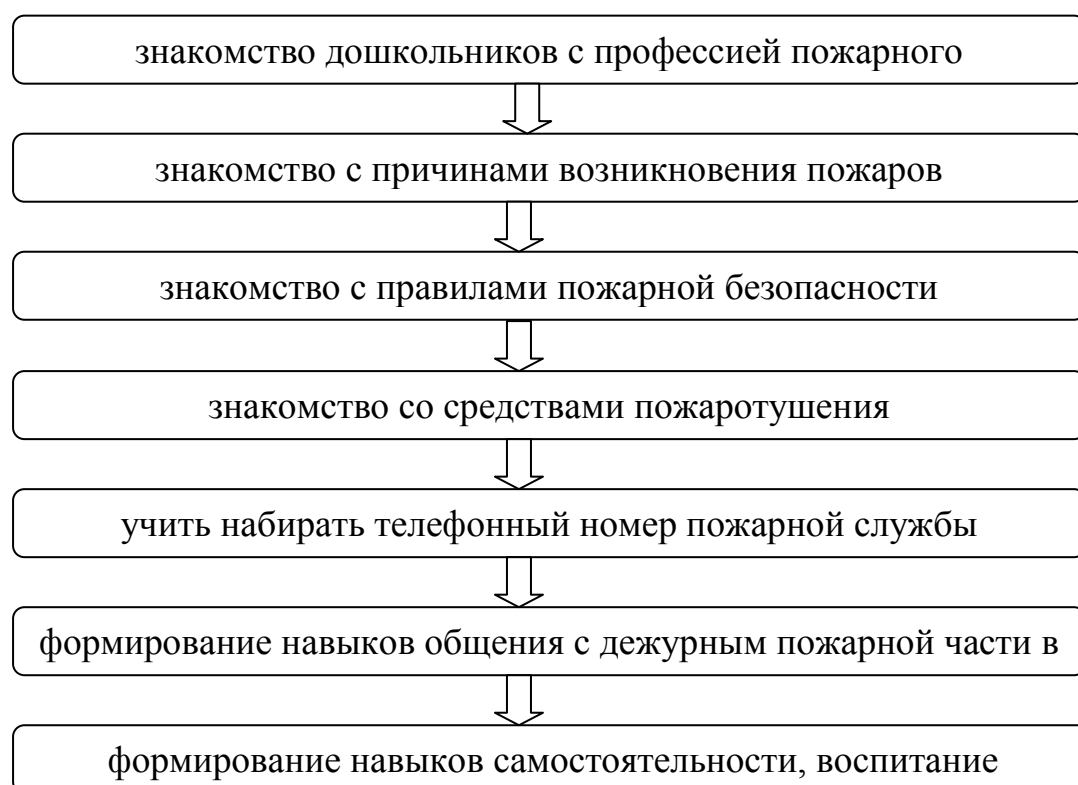 знакомство дошкольников с профессией пожарного
знакомство с причинами возникновения пожаров
знакомство с правилами пожарной безопасности
знакомство со средствами пожаротушения
учить набирать телефонный номер пожарной службы
формирование навыков общения с дежурным пожарной части в
формирование навыков самостоятельности, воспитание